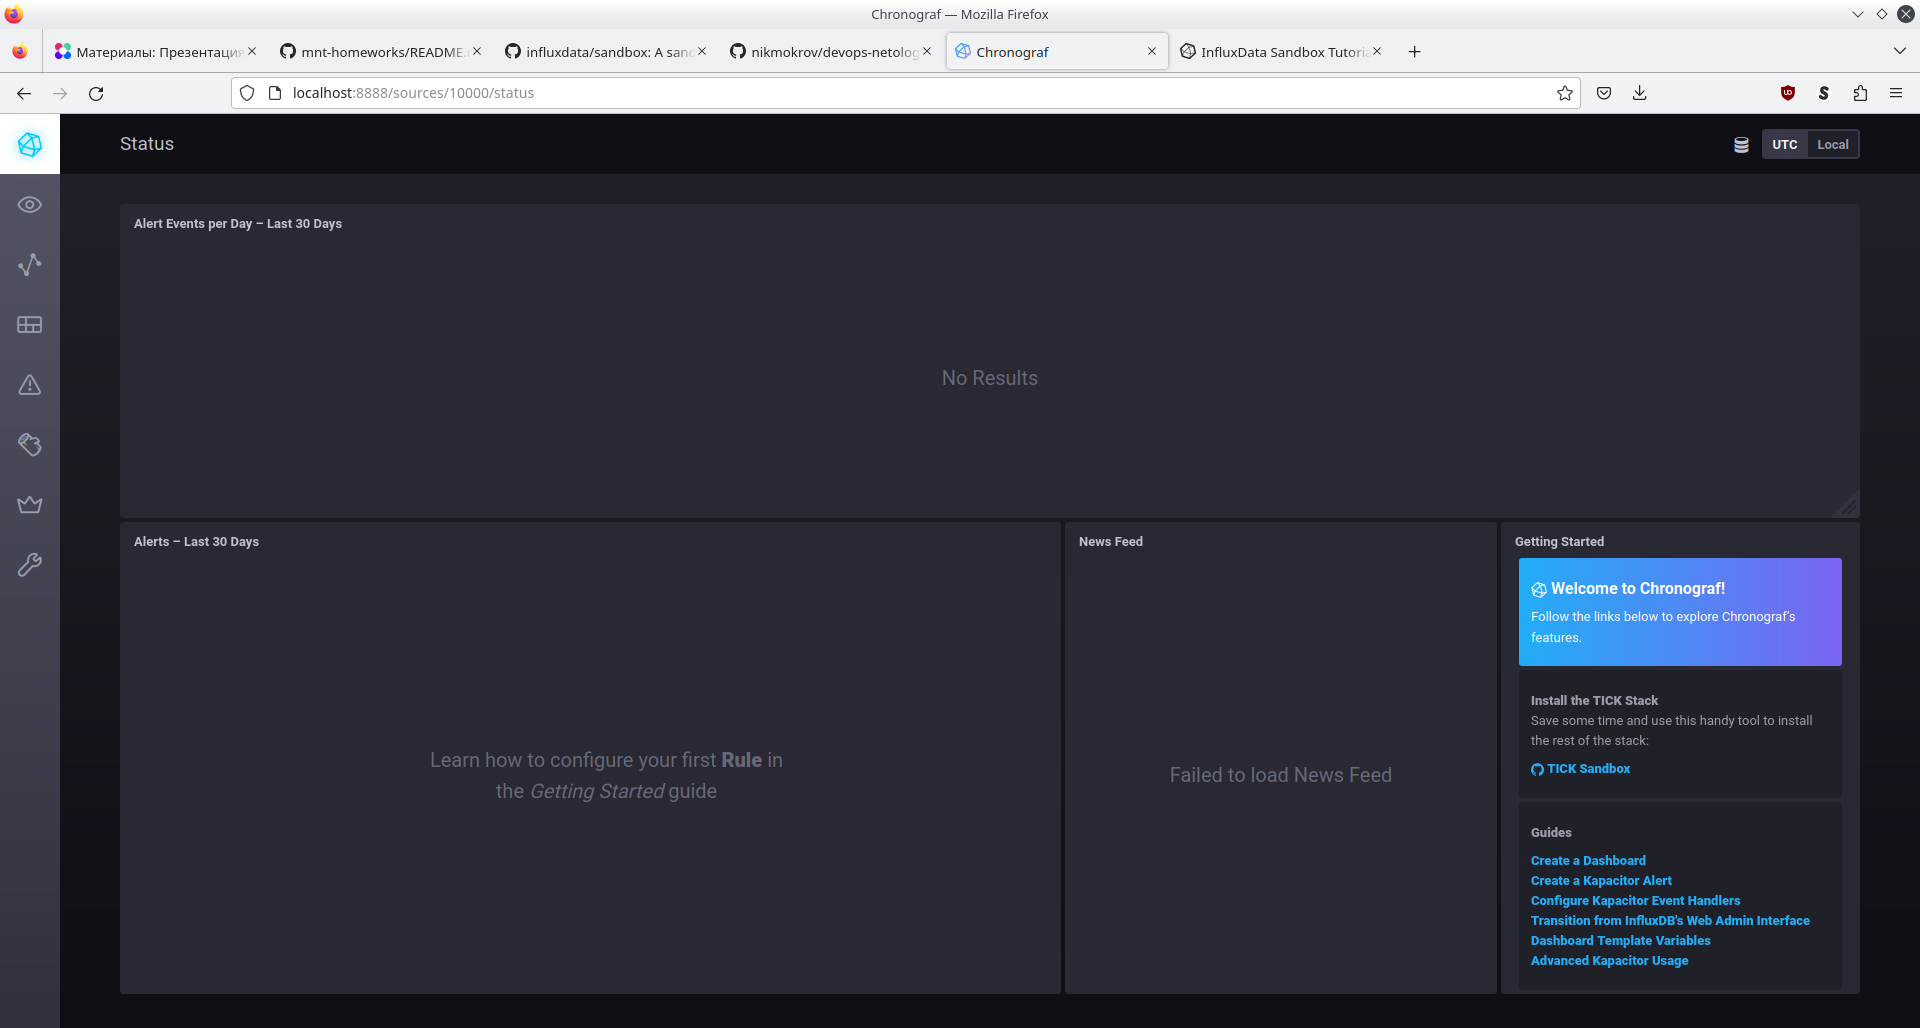 Chronograf — Mozilla Firefox
Материалы: Презентация
mnt-homeworks/README.
influxdata/sandbox: A sand
nikmokrov/devops-netolog
Chronograf
InfluxData Sandbox Tutoria
localhost:8888/sources/10000/status
Status
UTC
Local
Alert Events per Day – Last 30 Days
No Results
Alerts – Last 30 Days
Learn how to configure your first Rule in
the Getting Started guide
News Feed
Failed to load News Feed
Getting Started
Welcome to Chronograf!
Follow the links below to explore Chronograf's
features.
Install the TICK Stack
Save some time and use this handy tool to install
the rest of the stack:
TICK Sandbox
Guides
Create a Dashboard
Create a Kapacitor Alert
Configure Kapacitor Event Handlers
Transition from InfluxDB's Web Admin Interface
Dashboard Template Variables
Advanced Kapacitor Usage